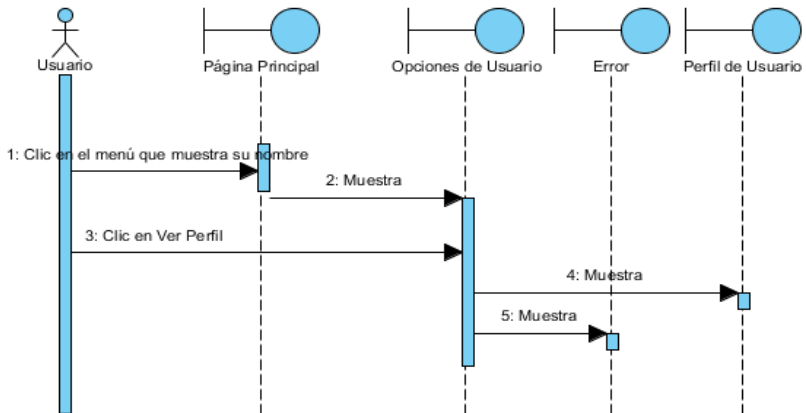 Usuario
Página Principal
Opciones de Usuario
Error
Perfil de Usuario
1: Clic en el menú que muestra su nombre
2: Muestra
3: Clic en Ver Perfil
4: Muestra
5: Muestra